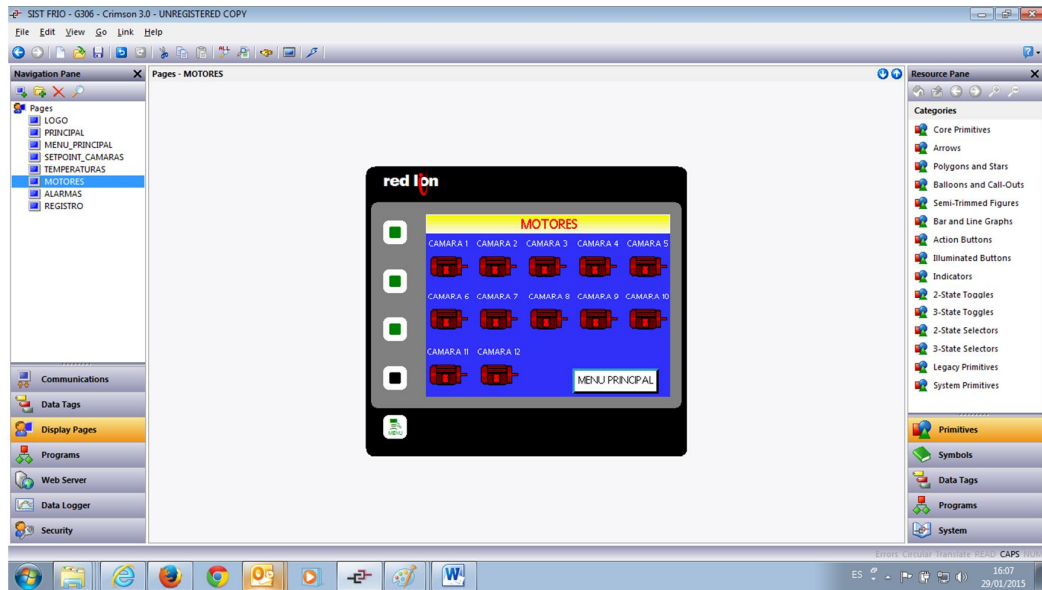 SIST FRIO - G306 - Crimson 3.0 - UNREGISTERED COPY
File Edit View Go Link Help
Navigation Pane X
Pages - MOTORES
Resource Pane X
Pages
LOGO
PRINCIPAL
MENU_PRINCIPAL
SETPOINT_CAMARAS
TEMPERATURAS
MOTORES
ALARMAS
REGISTRO
Communications
Data Tags
Display Pages
Programs
Web Server
Data Logger
Security
red lion
MOTORES
CAMARA 1 CAMARA 2 CAMARA 3 CAMARA 4 CAMARA 5
CAMARA 6 CAMARA 7 CAMARA 8 CAMARA 9 CAMARA 10
CAMARA 11 CAMARA 12
MENU PRINCIPAL
MENU
Categories
Core Primitives
Arrows
Polygons and Stars
Balloons and Call-Outs
Semi-Trimmed Figures
Bar and Line Graphs
Action Buttons
Illuminated Buttons
Indicators
2-State Toggles
3-State Toggles
2-State Selectors
3-State Selectors
Legacy Primitives
System Primitives
Primitives
Symbols
Data Tags
Programs
System
Errors Circular Translate READ CAPS NUM
ES
16:07
29/01/2015